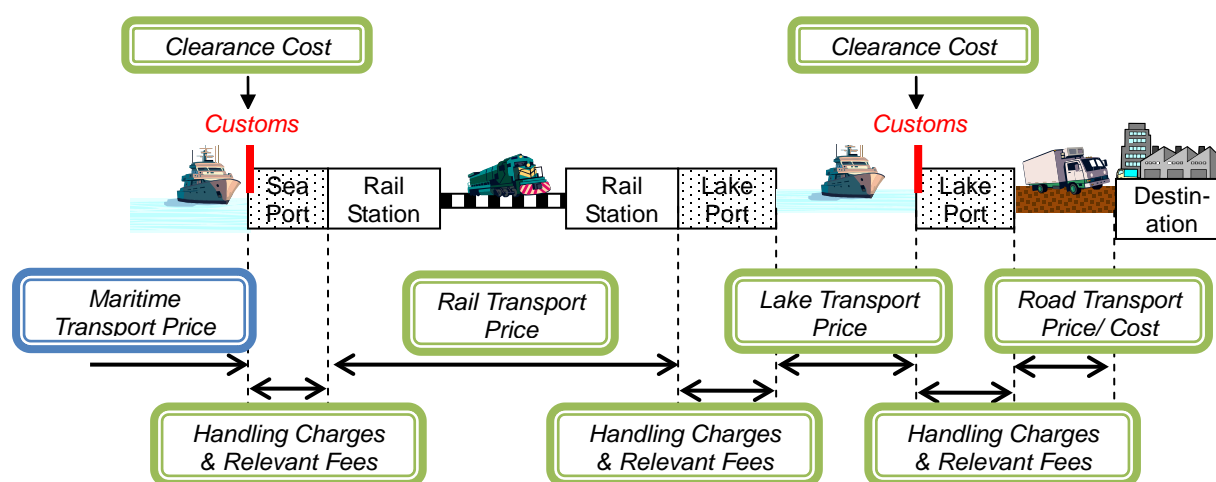 Clearance Cost
Clearance Cost
Customs
Customs
Sea
Port
Rail
Station
Rail
Station
Lake
Port
Lake
Port
Destin-
ation
Maritime
Transport Price
Rail Transport
Price
Lake Transport
Price
Road Transport
Price/ Cost
Handling Charges
& Relevant Fees
Handling Charges
& Relevant Fees
Handling Charges
& Relevant Fees